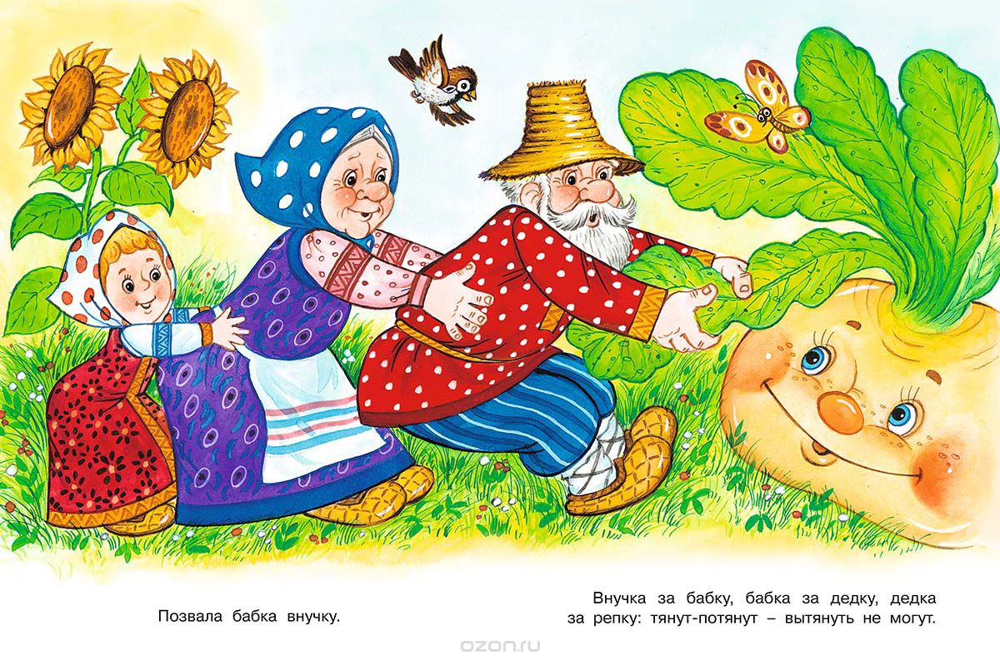 Позвала бабка внучку.
Внучка за бабку, бабка за дедку, дедка
за репку: тянут-потянут – вытянуть не могут.
ozon.ru